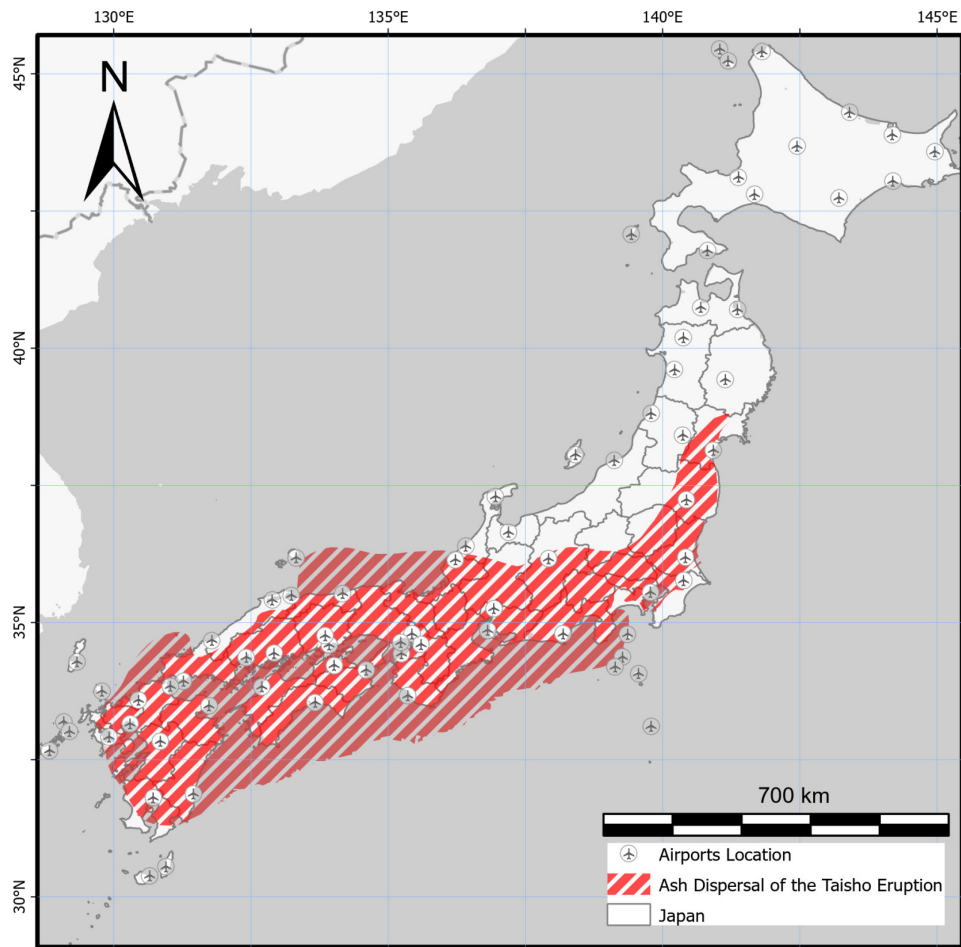 130°E 135°E 140°E 145°E
45°N
N
40°N
35°N
30°N
700 km
Airports Location
Ash Dispersal of the Taisho Eruption
Japan